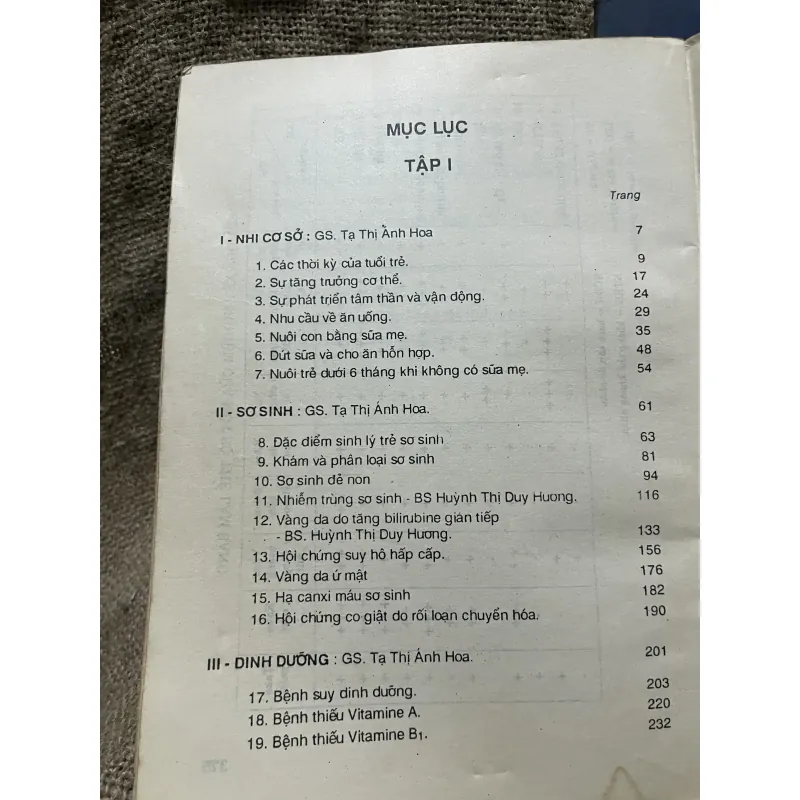 MỤC LỤC
TẬP I
Trang
I - NHI CƠ SỞ : GS. Tạ Thị Ánh Hoa 7
1. Các thời kỳ của tuổi trẻ. 9
2. Sự tăng trưởng cơ thể. 17
3. Sự phát triển tâm thần và vận động. 24
4. Nhu cầu về ăn uống. 29
5. Nuôi con bằng sữa mẹ. 35
6. Dứt sữa và cho ăn hỗn hợp. 48
7. Nuôi trẻ dưới 6 tháng khi không có sữa mẹ. 54
II - SƠ SINH : GS. Tạ Thị Ánh Hoa. 61
8. Đặc điểm sinh lý trẻ sơ sinh 63
9. Khám và phân loại sơ sinh 81
10. Sơ sinh đẻ non 94
11. Nhiễm trùng sơ sinh - BS Huỳnh Thị Duy Hương. 116
12. Vàng da do tăng bilirubine gián tiếp
- BS. Huỳnh Thị Duy Hương. 133
13. Hội chứng suy hô hấp cấp. 156
14. Vàng da ứ mật 176
15. Hạ canxi máu sơ sinh 182
16. Hội chứng co giật do rối loạn chuyển hóa. 190
III - DINH DƯỠNG : GS. Tạ Thị Ánh Hoa. 201
17. Bệnh suy dinh dưỡng. 203
18. Bệnh thiếu Vitamine A. 220
19. Bệnh thiếu Vitamine B1. 232